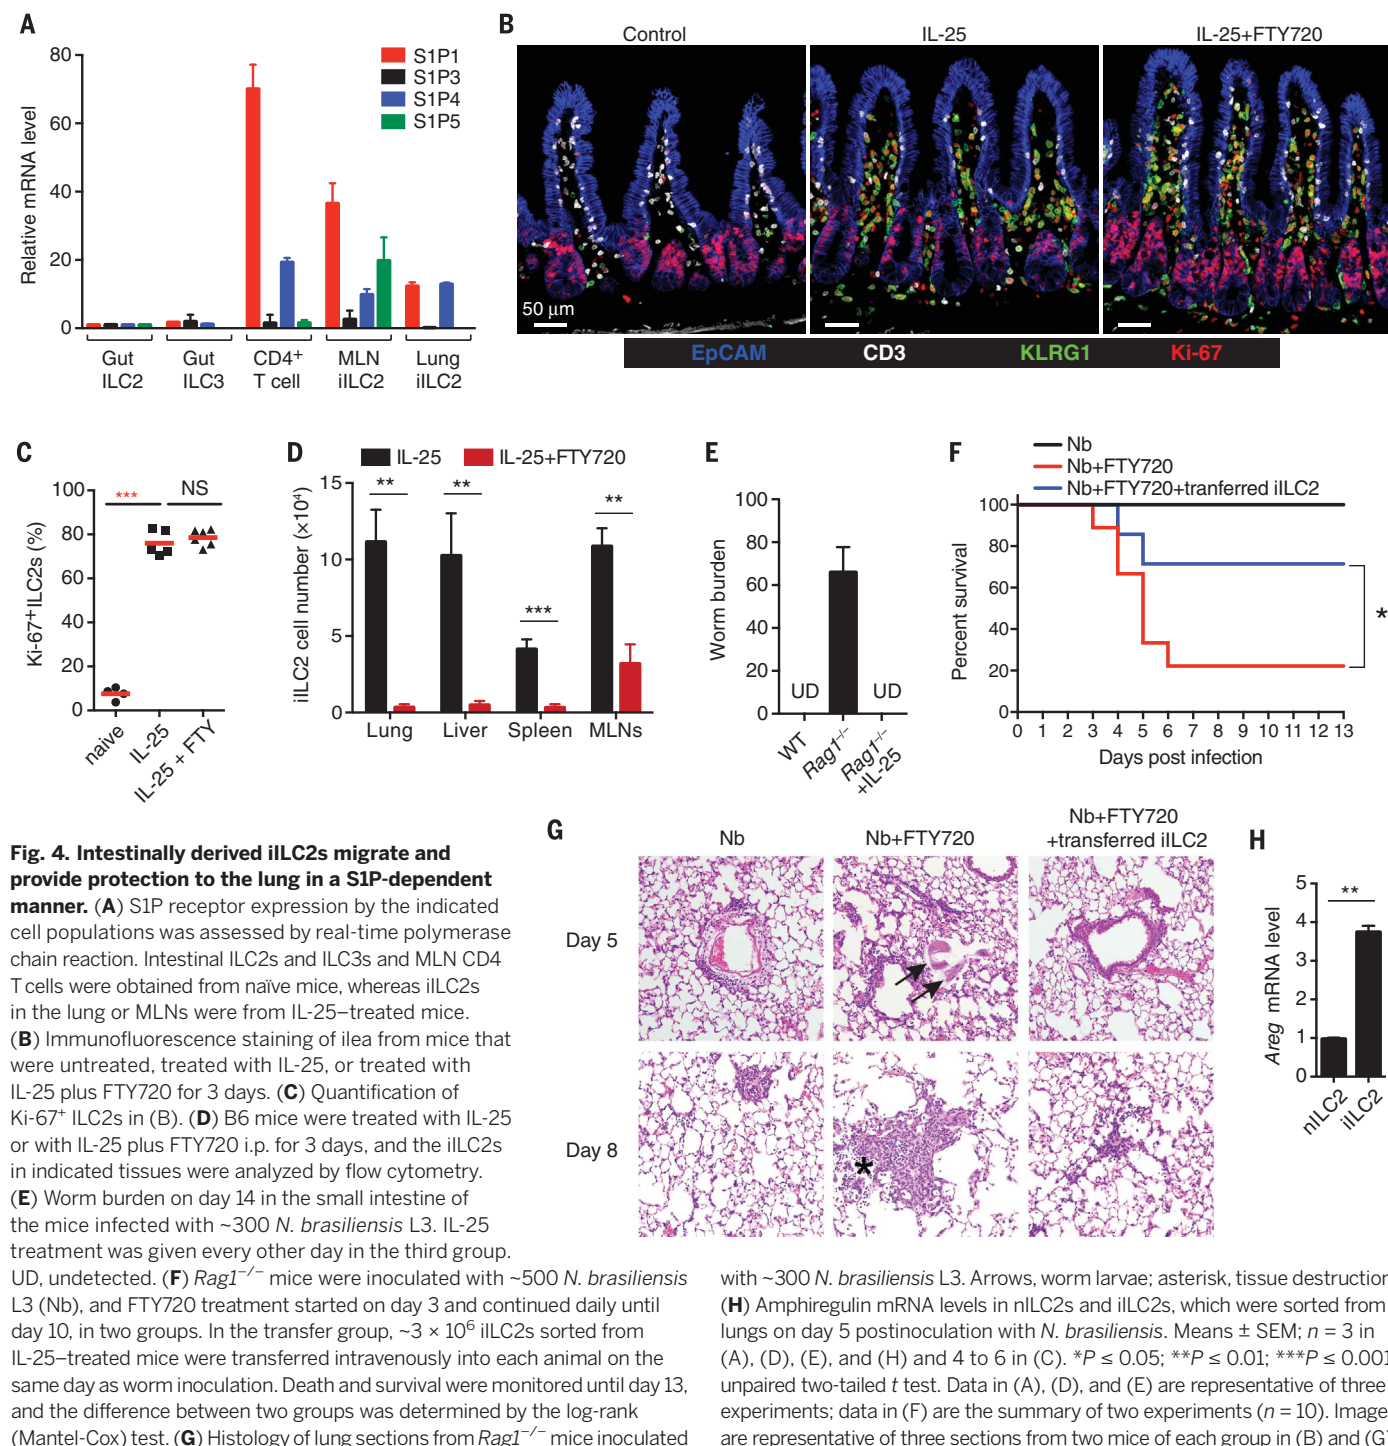 A
80
60
40
20
0
Relative mRNA level
S1P1
S1P3
S1P4
S1P5
Gut
ILC2
Gut
ILC3
CD4+
T cell
MLN
iILC2
Lung
iILC2
B
Control
IL-25
IL-25+FTY720
50 μm
EpCAM CD3 KLRG1 Ki-67
C
Ki-67+ILC2s (%)
100
80
60
40
20
0
*** NS
naive
IL-25
IL-25 + FTY
D
IL-25
IL-25+FTY720
iILC2 cell number (×10⁴)
15
10
5
0
** ** *** **
Lung Liver Spleen MLNs
E
Worm burden
100
80
60
40
20
0
UD UD
WT
Rag1−/−
Rag1−/−
+IL-25
F
Nb
Nb+FTY720
Nb+FTY720+tranferred iILC2
Percent survival
100
80
60
40
20
0
*
0 1 2 3 4 5 6 7 8 9 10 11 12 13
Days post infection
Fig. 4. Intestinally derived iILC2s migrate and
provide protection to the lung in a S1P-dependent
manner. (A) S1P receptor expression by the indicated
cell populations was assessed by real-time polymerase
chain reaction. Intestinal ILC2s and ILC3s and MLN CD4
T cells were obtained from naïve mice, whereas iILC2s
in the lung or MLNs were from IL-25–treated mice.
(B) Immunofluorescence staining of ilea from mice that
were untreated, treated with IL-25, or treated with
IL-25 plus FTY720 for 3 days. (C) Quantification of
Ki-67+ ILC2s in (B). (D) B6 mice were treated with IL-25
or with IL-25 plus FTY720 i.p. for 3 days, and the iILC2s
in indicated tissues were analyzed by flow cytometry.
(E) Worm burden on day 14 in the small intestine of
the mice infected with ~300 N. brasiliensis L3. IL-25
treatment was given every other day in the third group.
UD, undetected. (F) Rag1−/− mice were inoculated with ~500 N. brasiliensis
L3 (Nb), and FTY720 treatment started on day 3 and continued daily until
day 10, in two groups. In the transfer group, ~3 × 10⁶ iILC2s sorted from
IL-25–treated mice were transferred intravenously into each animal on the
same day as worm inoculation. Death and survival were monitored until day 13,
and the difference between two groups was determined by the log-rank
(Mantel-Cox) test. (G) Histology of lung sections from Rag1−/− mice inoculated
G
Nb
Nb+FTY720
Nb+FTY720
+transferred iILC2
Day 5
Day 8
*
H
Areg mRNA level
5
4
3
2
1
0
**
nILC2
iILC2
with ~300 N. brasiliensis L3. Arrows, worm larvae; asterisk, tissue destruction
(H) Amphiregulin mRNA levels in nILC2s and iILC2s, which were sorted from
lungs on day 5 postinoculation with N. brasiliensis. Means ± SEM; n = 3 in
(A), (D), (E), and (H) and 4 to 6 in (C). *P ≤ 0.05; **P ≤ 0.01; ***P ≤ 0.001
unpaired two-tailed t test. Data in (A), (D), and (E) are representative of three
experiments; data in (F) are the summary of two experiments (n = 10). Image
are representative of three sections from two mice of each group in (B) and (G)